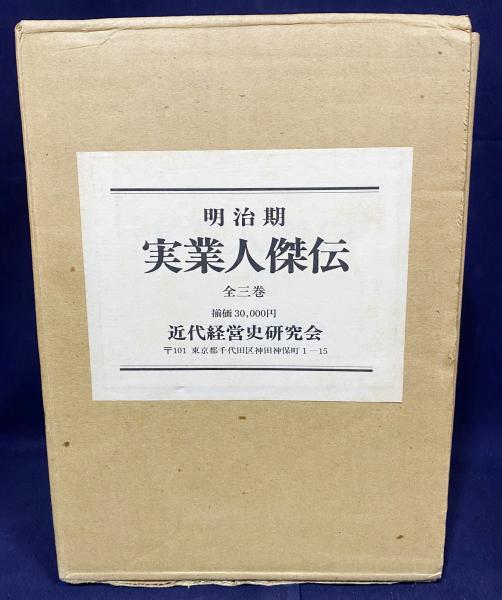 明治期
実業人傑伝
全三巻
揃価30,000円
近代経営史研究会
〒101 東京都千代田区神田神保町1―15